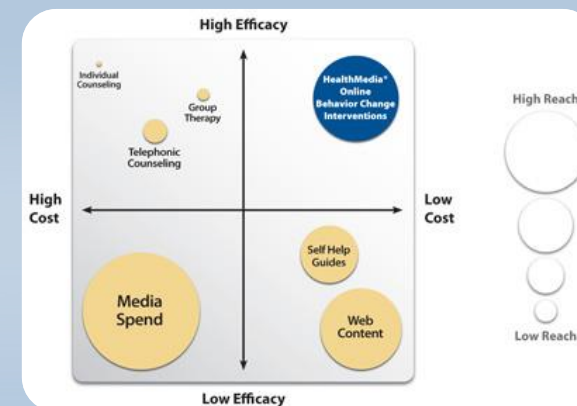 High Efficacy
Individual
Counseling
Group
Therapy
Telephonic
Counseling
HealthMedia®
Online
Behavior Change
Interventions
High
Cost
Low
Cost
Self Help
Guides
Media
Spend
Web
Content
Low Efficacy
High Reach
Low Reach